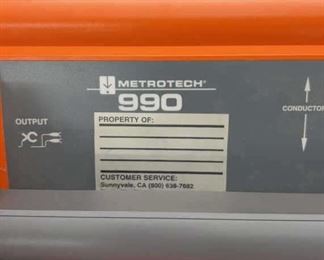 METROTECH®
990
OUTPUT
PROPERTY OF:
CONDUCTOR
CUSTOMER SERVICE:
Sunnyvale, CA (800) 638-7682